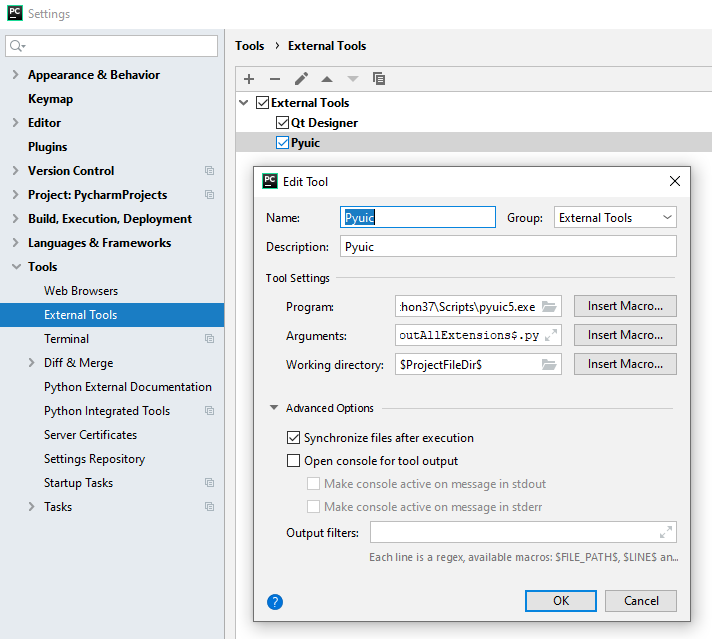 PC Settings
Tools › External Tools
Appearance & Behavior
Keymap
Editor
Plugins
Version Control
Project: PycharmProjects
Build, Execution, Deployment
Languages & Frameworks
Tools
Web Browsers
External Tools
Terminal
Diff & Merge
Python External Documentation
Python Integrated Tools
Server Certificates
Settings Repository
Startup Tasks
Tasks
External Tools
Qt Designer
Pyuic
PC Edit Tool
Name: Pyuic Group: External Tools
Description: Pyuic
Tool Settings
Program: :hon37\Scripts\pyuic5.exe Insert Macro...
Arguments: outAllExtensions$.py Insert Macro...
Working directory: $ProjectFileDir$ Insert Macro...
Advanced Options
Synchronize files after execution
Open console for tool output
Make console active on message in stdout
Make console active on message in stderr
Output filters:
Each line is a regex, available macros: $FILE_PATH$, $LINE$ an...
? OK Cancel